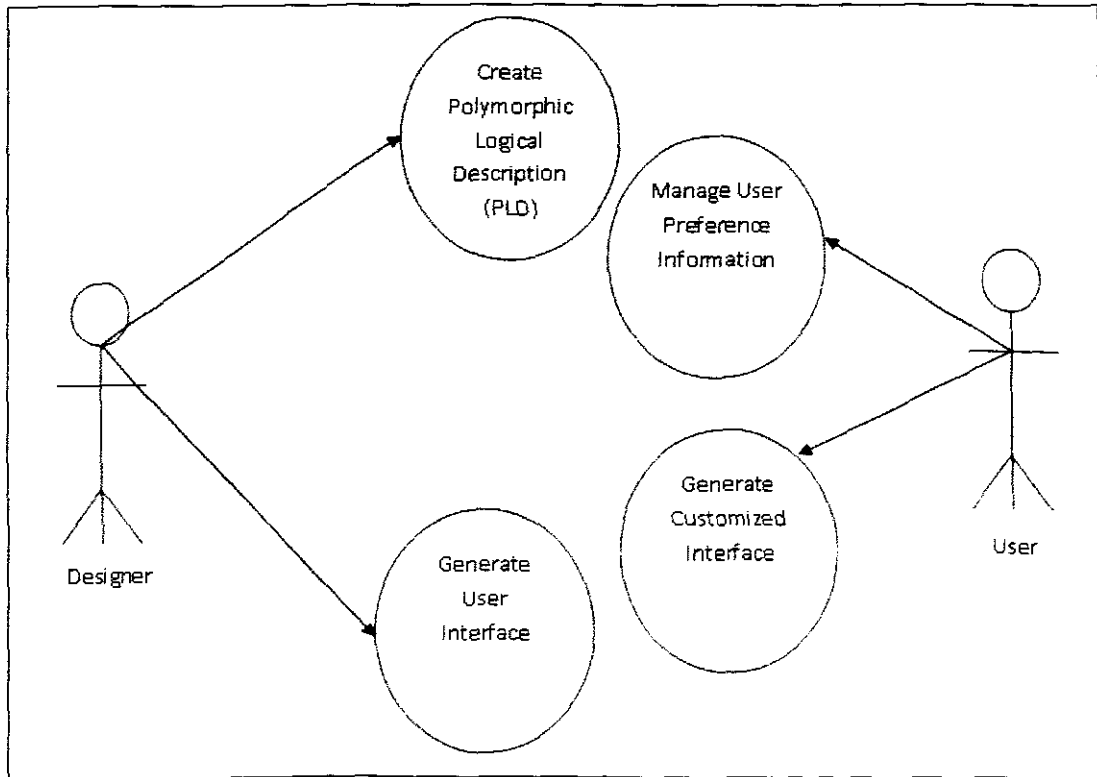 Create
Polymorphic
Logical
Description
(PLD)
Manage User
Preference
Information
Generate
Customized
Interface
User
Designer
Generate
User
Interface